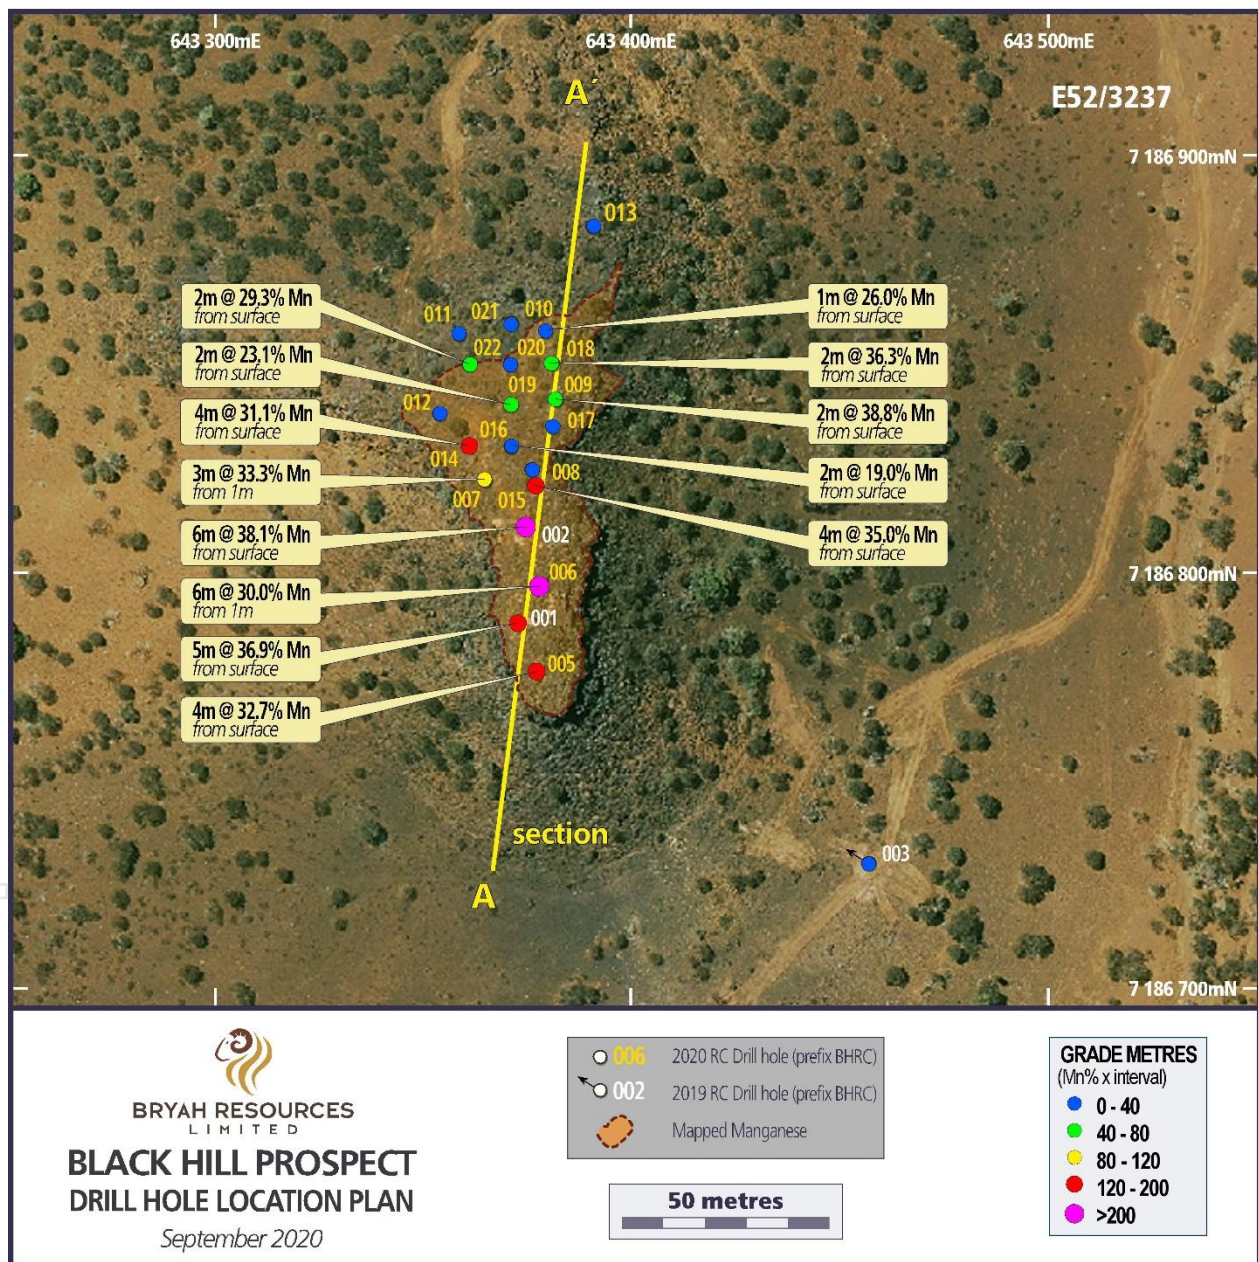 643 300mE
643 400mE
643 500mE
A´
E52/3237
7 186 900mN
013
2m @ 29.3% Mn
from surface
011
021
010
1m @ 26.0% Mn
from surface
022
020
018
2m @ 23.1% Mn
from surface
2m @ 36.3% Mn
from surface
019
009
012
4m @ 31.1% Mn
from surface
016
017
2m @ 38.8% Mn
from surface
014
3m @ 33.3% Mn
from 1m
008
2m @ 19.0% Mn
from surface
007
015
6m @ 38.1% Mn
from surface
002
4m @ 35.0% Mn
from surface
006
7 186 800mN
6m @ 30.0% Mn
from 1m
001
5m @ 36.9% Mn
from surface
005
4m @ 32.7% Mn
from surface
section
003
A
7 186 700mN
BRYAH RESOURCES
LIMITED
BLACK HILL PROSPECT
DRILL HOLE LOCATION PLAN
September 2020
006 2020 RC Drill hole (prefix BHRC)
002 2019 RC Drill hole (prefix BHRC)
Mapped Manganese
50 metres
GRADE METRES
(Mn% x interval)
0 - 40
40 - 80
80 - 120
120 - 200
>200